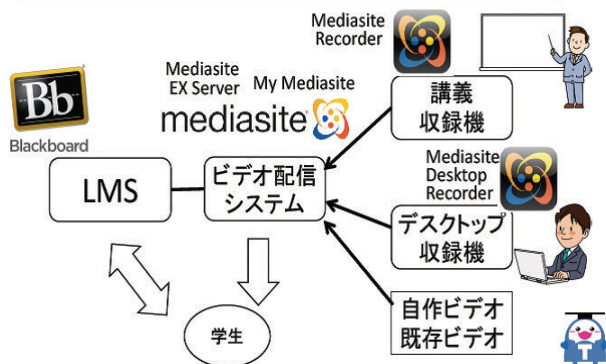 Mediasite
Recorder
Mediasite
EX Server
My Mediasite
mediasite
Bb
Blackboard
講義
収録機
LMS
ビデオ配信
システム
Mediasite
Desktop
Recorder
デスクトップ
収録機
学生
自作ビデオ
既存ビデオ
T